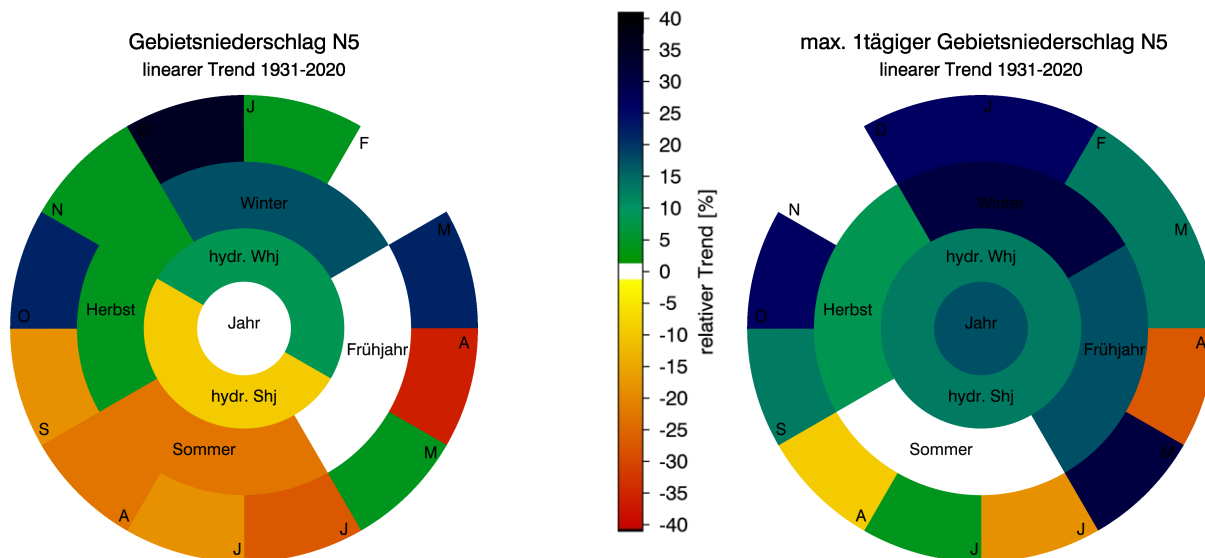 Gebietsniederschlag N5
linearer Trend 1931-2020
J
F
M
A
M
J
J
A
S
O
N
D
Winter
hydr. Whj
Herbst
Jahr
Frühjahr
hydr. Shj
Sommer
40
35
30
25
20
15
10
5
0
-5
-10
-15
-20
-25
-30
-35
-40
relativer Trend [%]
max. 1tägiger Gebietsniederschlag N5
linearer Trend 1931-2020
J
F
M
A
M
J
J
A
S
O
N
D
Winter
hydr. Whj
Herbst
Jahr
Frühjahr
hydr. Shj
Sommer